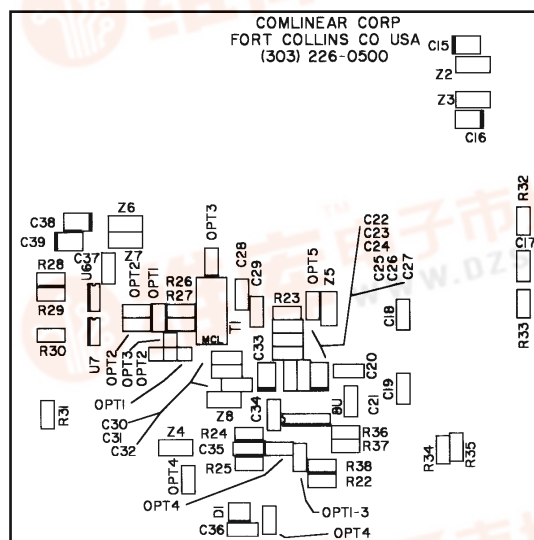 COMLINEAR CORP
FORT COLLINS CO USA
(303) 226-0500
C15
Z2
Z3
C16
R32
C17
R33
C38
C39
Z6
Z7
C37
U6
R28
R29
R30
U7
OPT2
OPT1
R26
R27
OPT3
T1
MCL
C28
C29
OPT5
Z5
R23
C22
C23
C24
C25
C26
C27
C18
C19
C20
C21
C33
C34
U8
OPT2
OPT3
OPT2
OPT1
C30
C31
C32
Z8
R31
Z4
OPT4
R24
C35
R25
R36
R37
R38
R22
R34
R35
OPT4
OPT1-3
D1
C36
OPT4
WWW.DZS